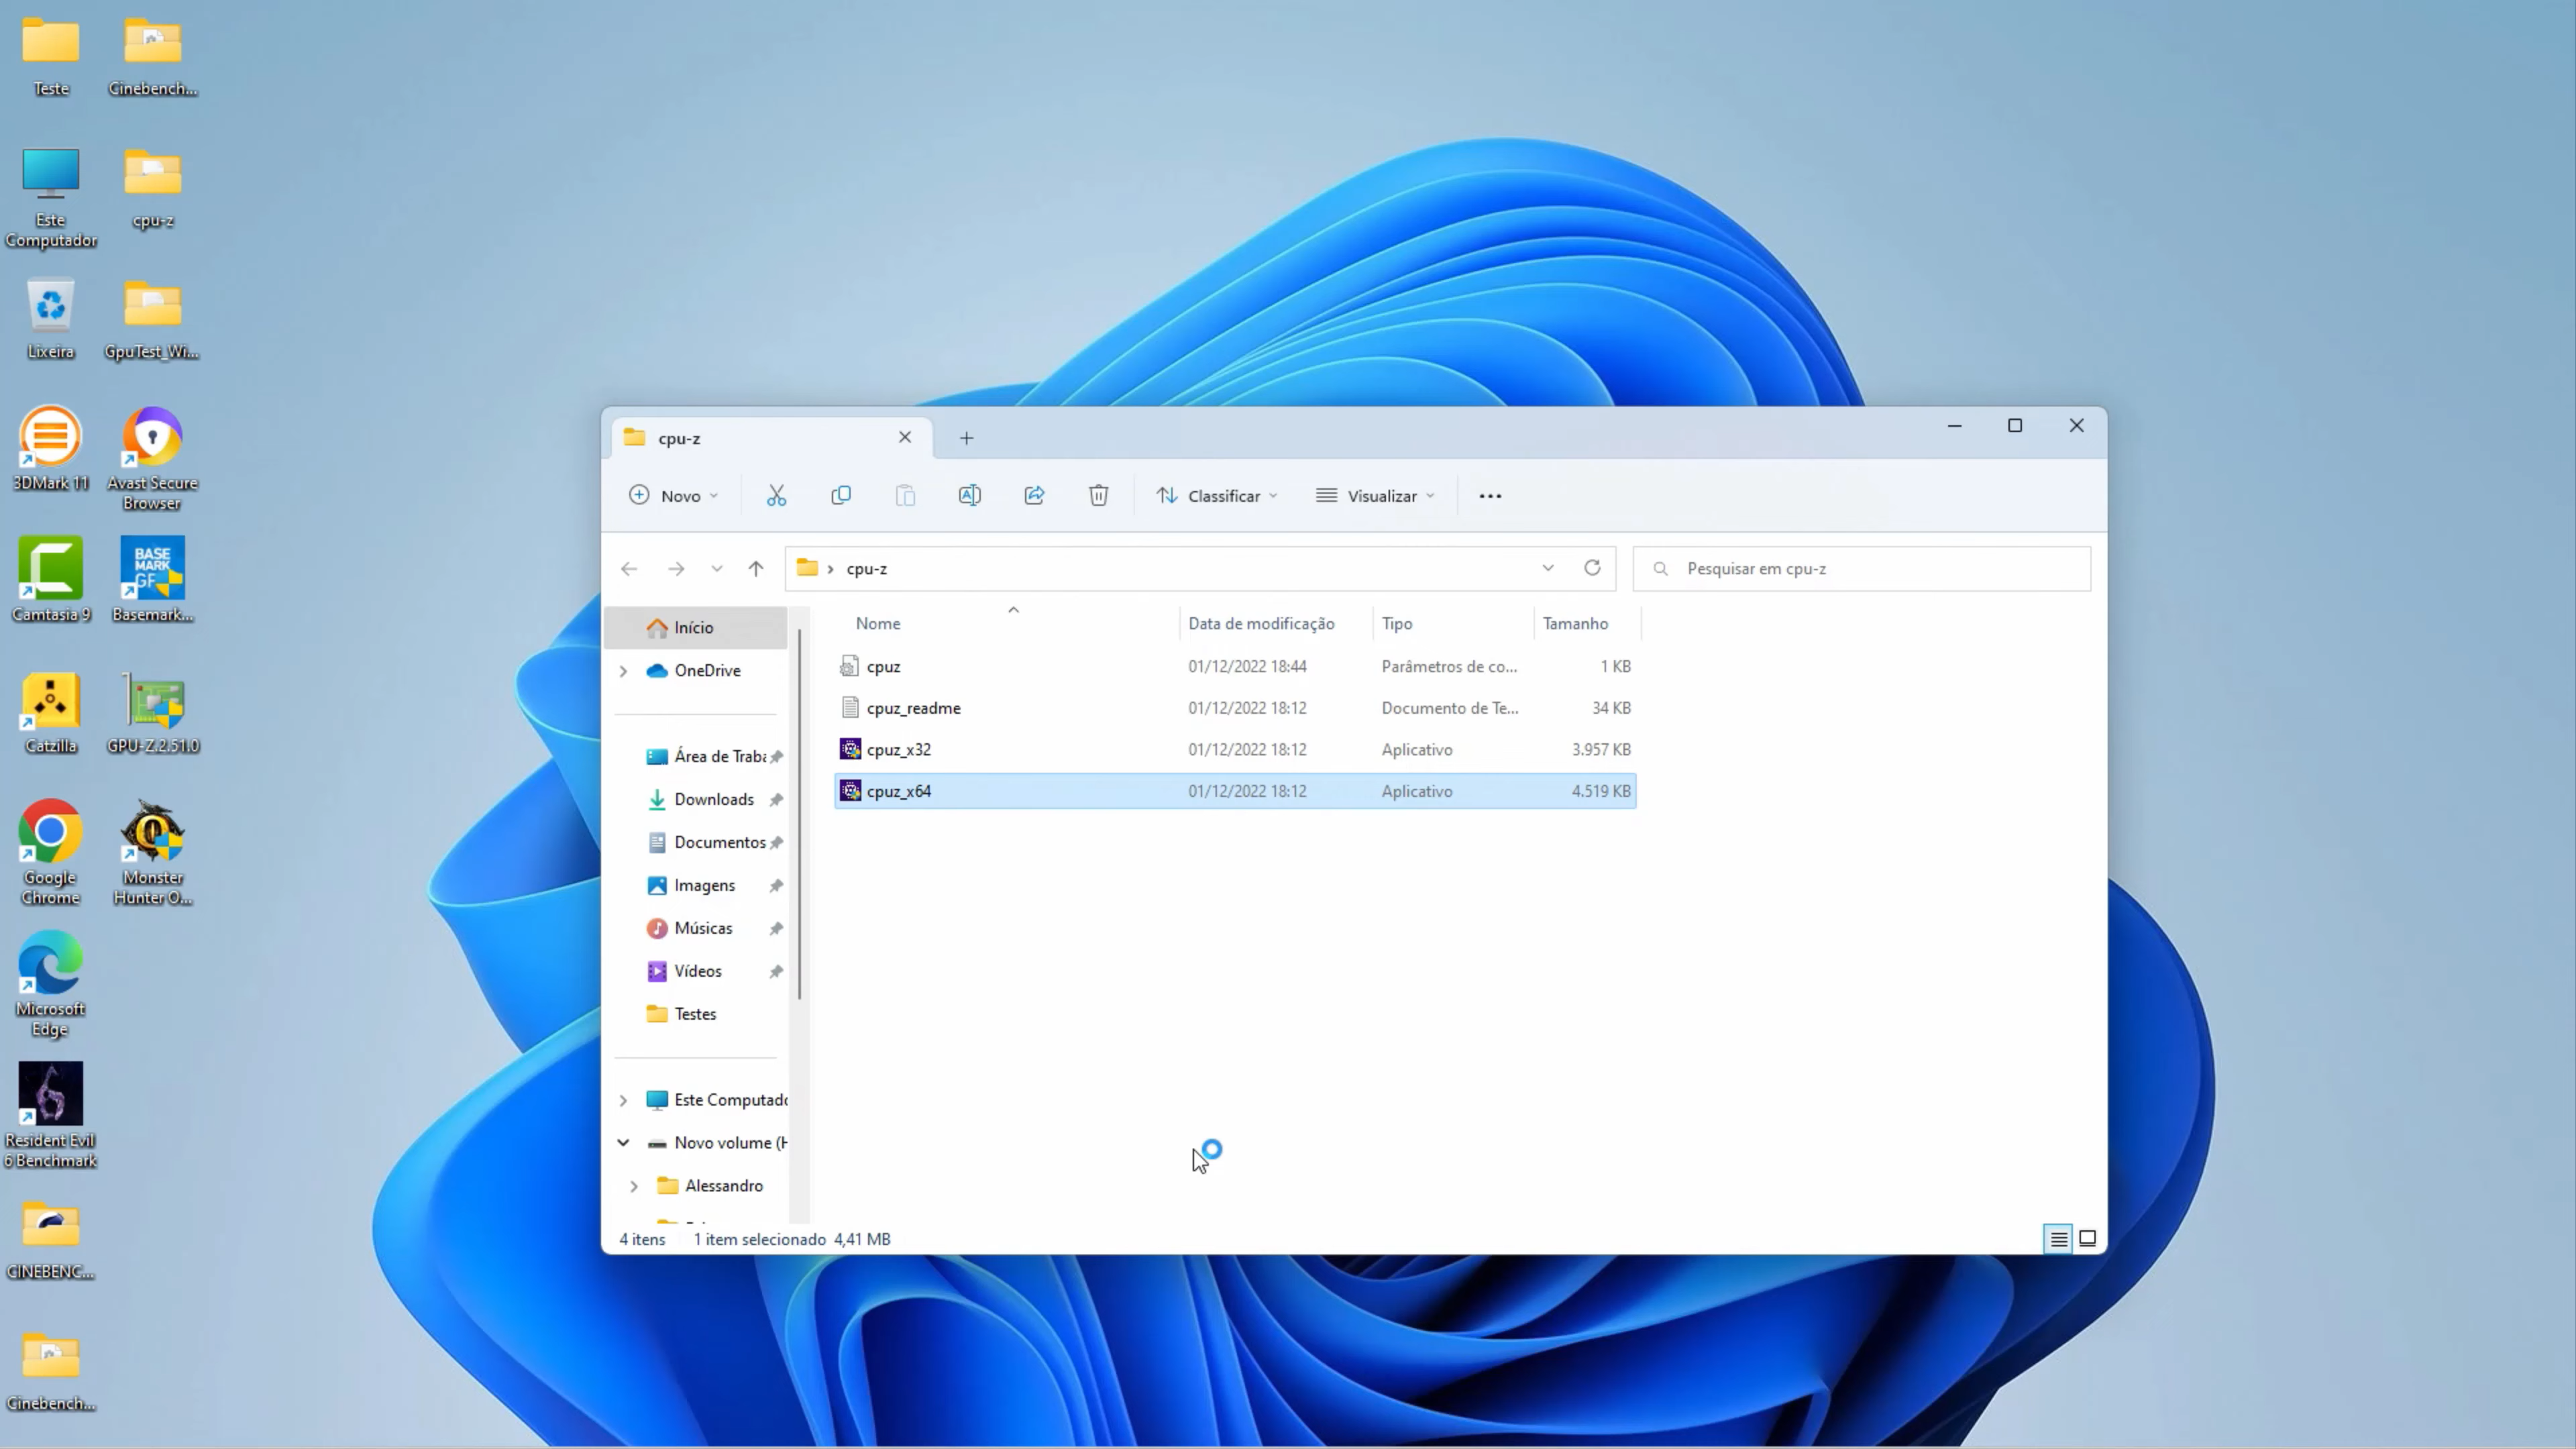 Teste
Cinebench...
Este
Computador
cpu-z
Lixeira
GpuTest_Wi...
3DMark 11
Avast Secure
Browser
Camtasia 9
BASE
MARK
GF
Basemark...
Catzilla
GPU-Z.2.51.0
Google
Chrome
Monster
Hunter O...
Microsoft
Edge
Resident Evil
6 Benchmark
CINEBENC...
Cinebench...
cpu-z
Novo
Classificar
Visualizar
cpu-z
Pesquisar em cpu-z
Nome Data de modificação Tipo Tamanho
cpuz 01/12/2022 18:44 Parâmetros de co... 1 KB
cpuz_readme 01/12/2022 18:12 Documento de Te... 34 KB
cpuz_x32 01/12/2022 18:12 Aplicativo 3.957 KB
cpuz_x64 01/12/2022 18:12 Aplicativo 4.519 KB
Início
OneDrive
Área de Traba
Downloads
Documentos
Imagens
Músicas
Vídeos
Testes
Este Computado
Novo volume (H
Alessandro
4 itens 1 item selecionado 4,41 MB